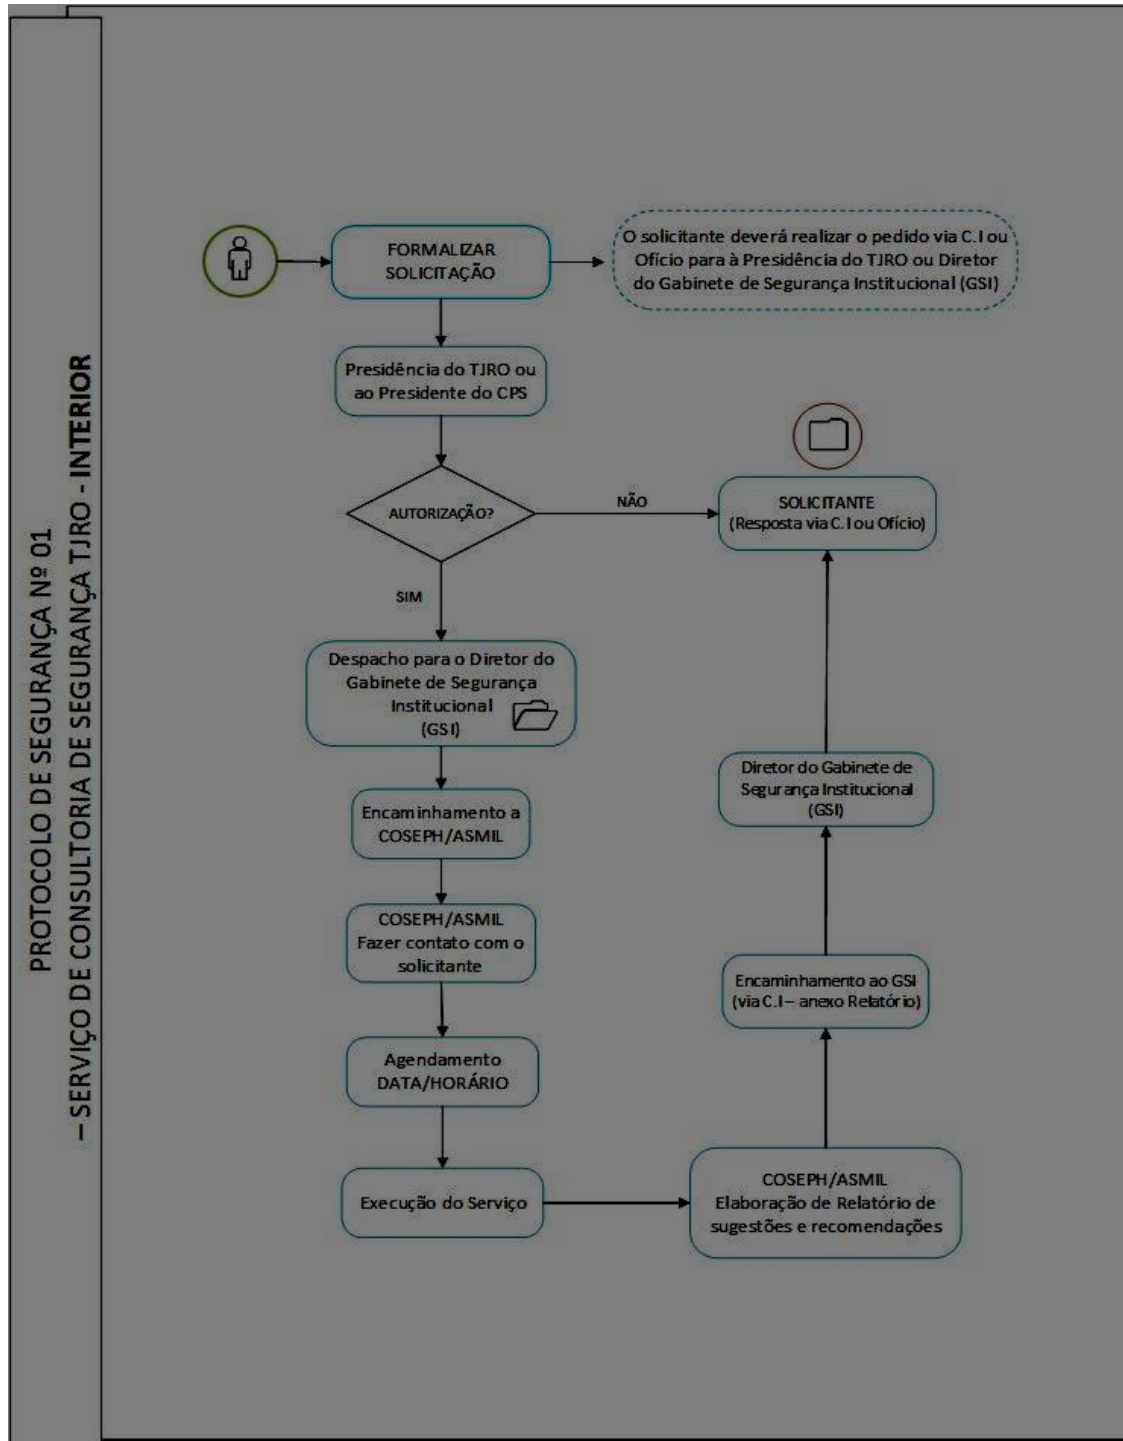 PROTOCOLO DE SEGURANÇA Nº 01
– SERVIÇO DE CONSULTORIA DE SEGURANÇA TJRO - INTERIOR
FORMALIZAR
SOLICITAÇÃO
O solicitante deverá realizar o pedido via C.I ou
Ofício para à Presidência do TJRO ou Diretor
do Gabinete de Segurança Institucional (GSI)
Presidência do TJRO ou
ao Presidente do CPS
AUTORIZAÇÃO?
NÃO
SOLICITANTE
(Resposta via C.I ou Ofício)
SIM
Despacho para o Diretor do
Gabinete de Segurança
Institucional
(GSI)
Encaminhamento a
COSEPH/ASMIL
COSEPH/ASMIL
Fazer contato com o
solicitante
Agendamento
DATA/HORÁRIO
Execução do Serviço
COSEPH/ASMIL
Elaboração de Relatório de
sugestões e recomendações
Encaminhamento ao GSI
(via C.I – anexo Relatório)
Diretor do Gabinete de
Segurança Institucional
(GSI)